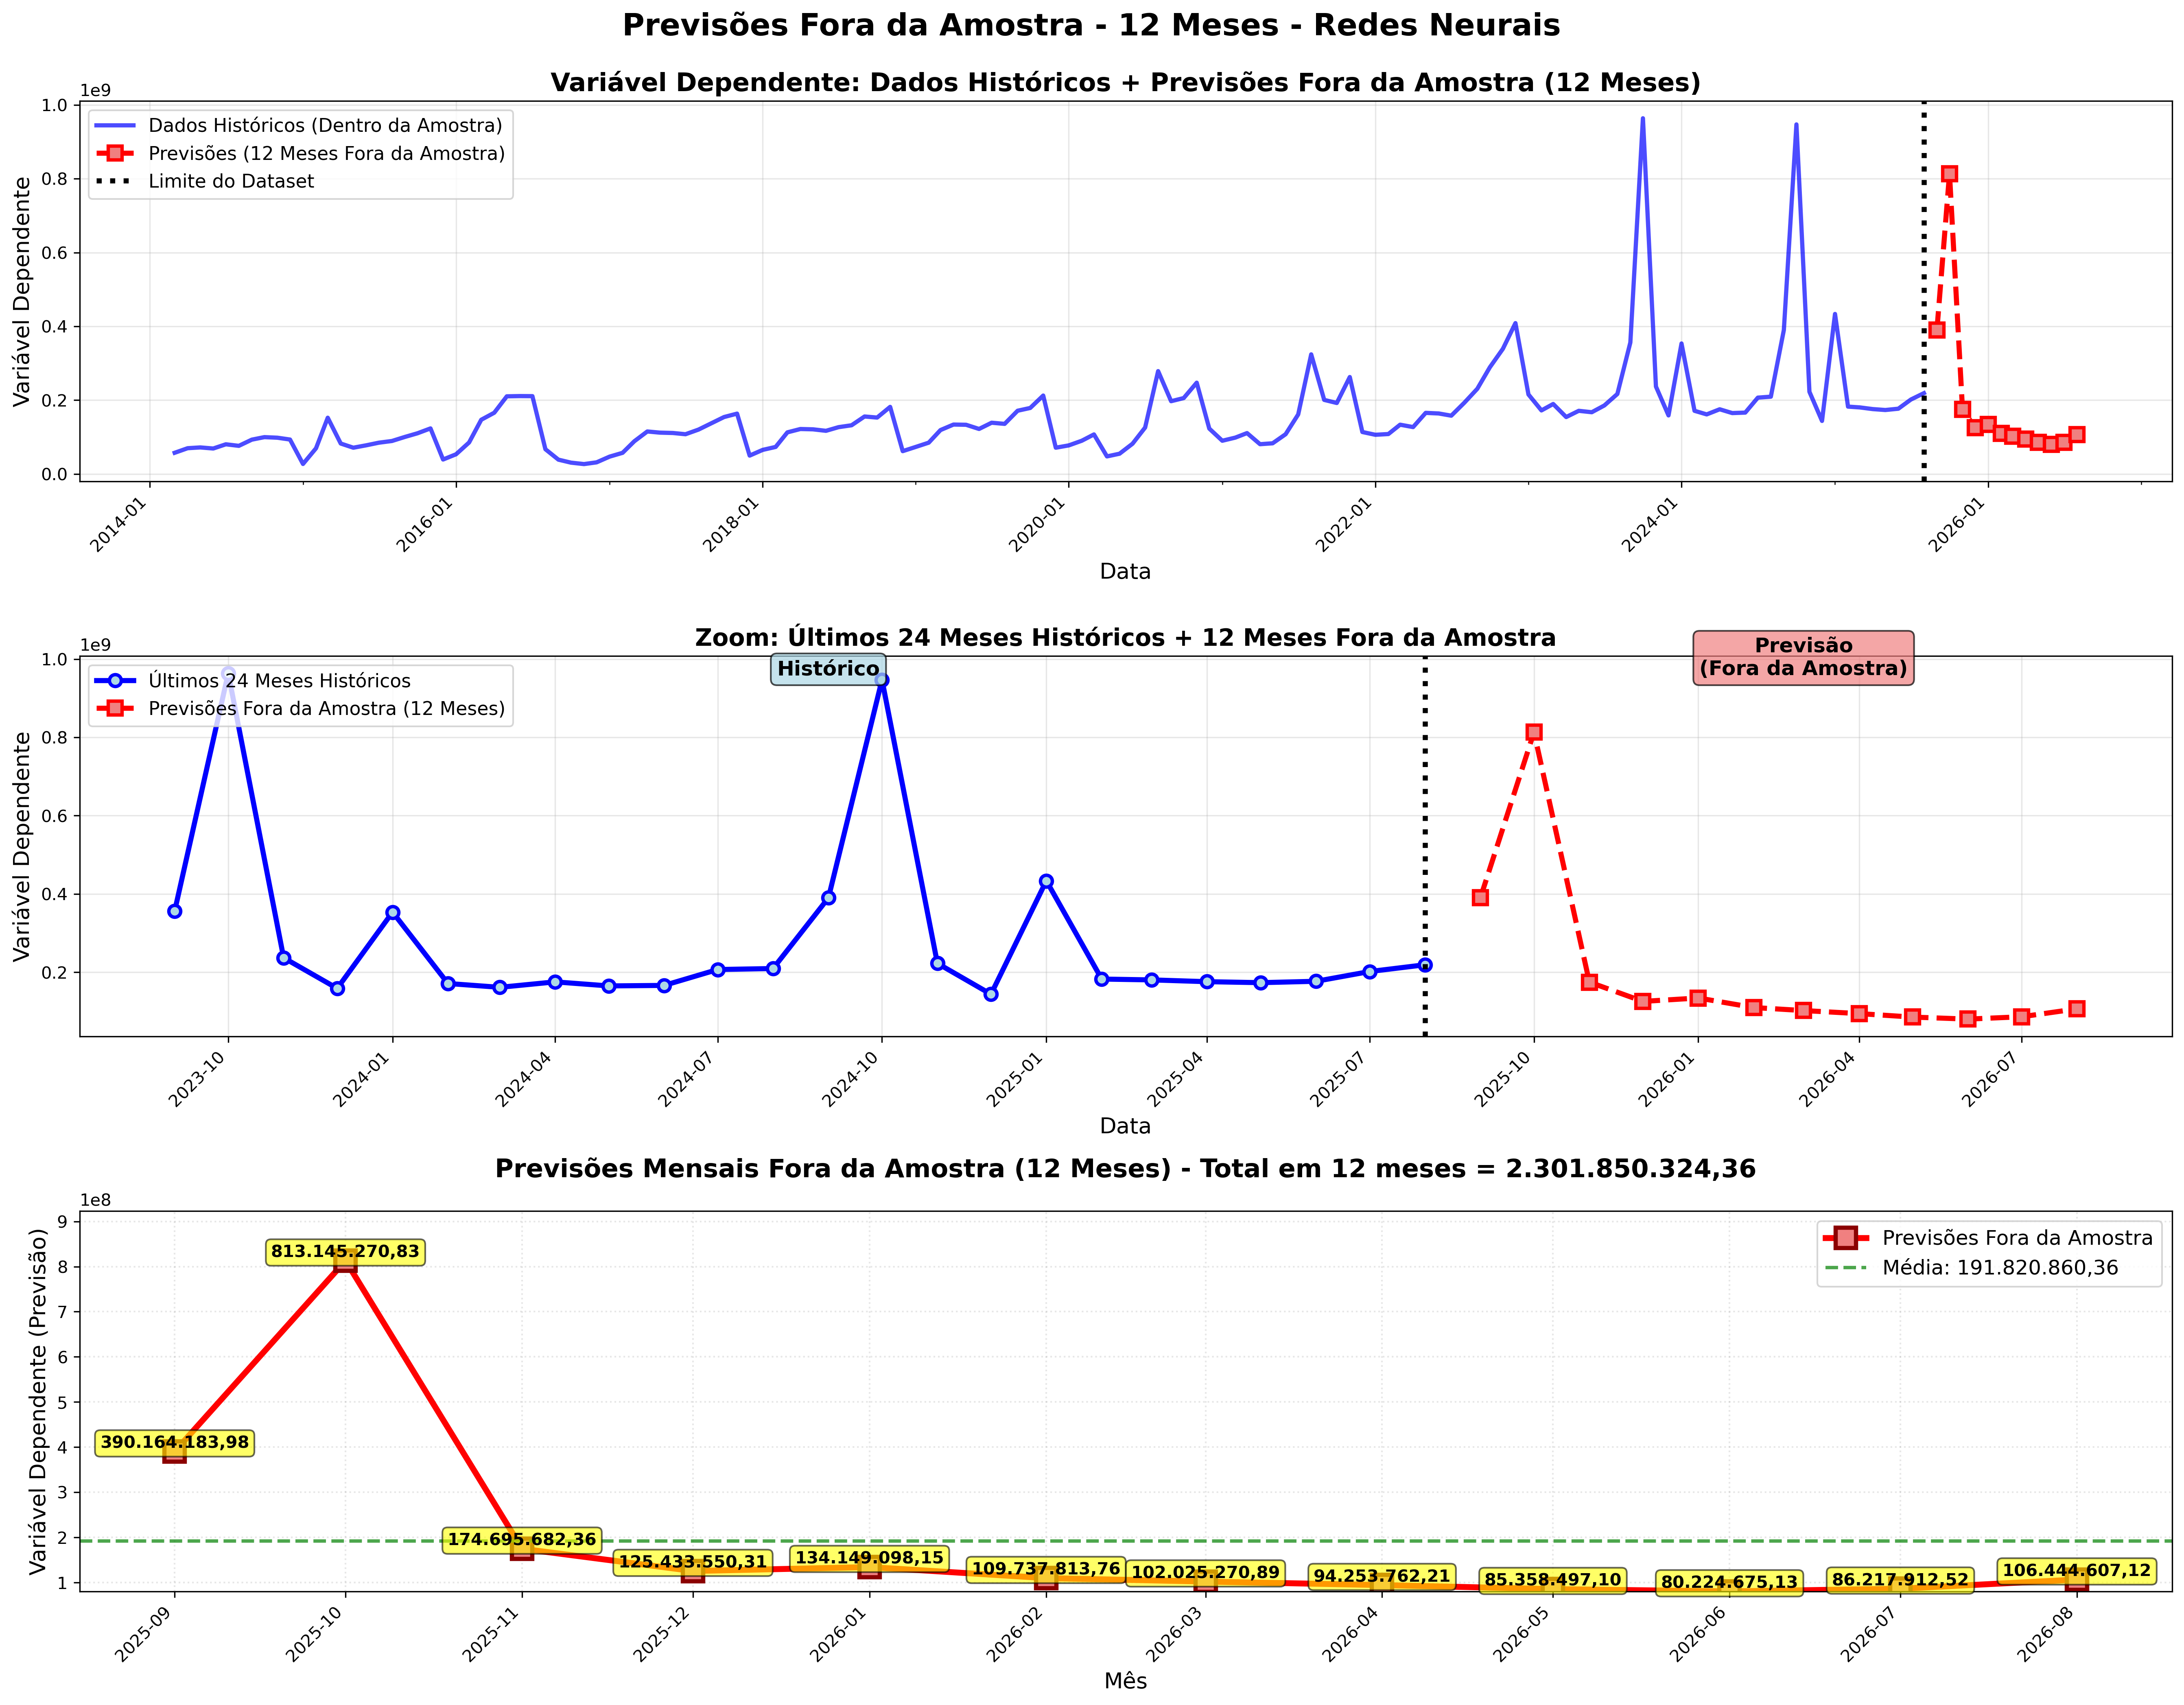 Previsões Fora da Amostra - 12 Meses - Redes Neurais
Variável Dependente: Dados Históricos + Previsões Fora da Amostra (12 Meses)
1e9
Dados Históricos (Dentro da Amostra)
Previsões (12 Meses Fora da Amostra)
Limite do Dataset
Variável Dependente
1.0
0.8
0.6
0.4
0.2
0.0
2014-01
2016-01
2018-01
2020-01
2022-01
2024-01
2026-01
Data
Zoom: Últimos 24 Meses Históricos + 12 Meses Fora da Amostra
1e9
Últimos 24 Meses Históricos
Previsões Fora da Amostra (12 Meses)
Histórico
Previsão
(Fora da Amostra)
Variável Dependente
1.0
0.8
0.6
0.4
0.2
2023-10
2024-01
2024-04
2024-07
2024-10
2025-01
2025-04
2025-07
2025-10
2026-01
2026-04
2026-07
Data
Previsões Mensais Fora da Amostra (12 Meses) - Total em 12 meses = 2.301.850.324,36
1e8
Previsões Fora da Amostra
Média: 191.820.860,36
Variável Dependente (Previsão)
9
8
7
6
5
4
3
2
1
390.164.183,98
813.145.270,83
174.695.682,36
125.433.550,31
134.149.098,15
109.737.813,76
102.025.270,89
94.253.762,21
85.358.497,10
80.224.675,13
86.217.912,52
106.444.607,12
2025-09
2025-10
2025-11
2025-12
2026-01
2026-02
2026-03
2026-04
2026-05
2026-06
2026-07
2026-08
Mês